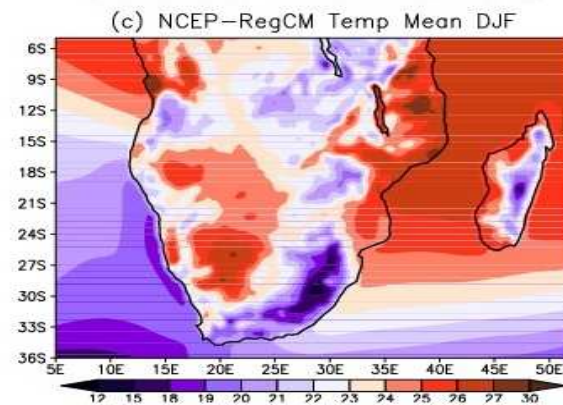 (c) NCEP-RegCM Temp Mean DJF
6S
9S
12S
15S
18S
21S
24S
27S
30S
33S
36S
5E 10E 15E 20E 25E 30E 35E 40E 45E 50E
12 15 18 19 20 21 22 23 24 25 26 27 30